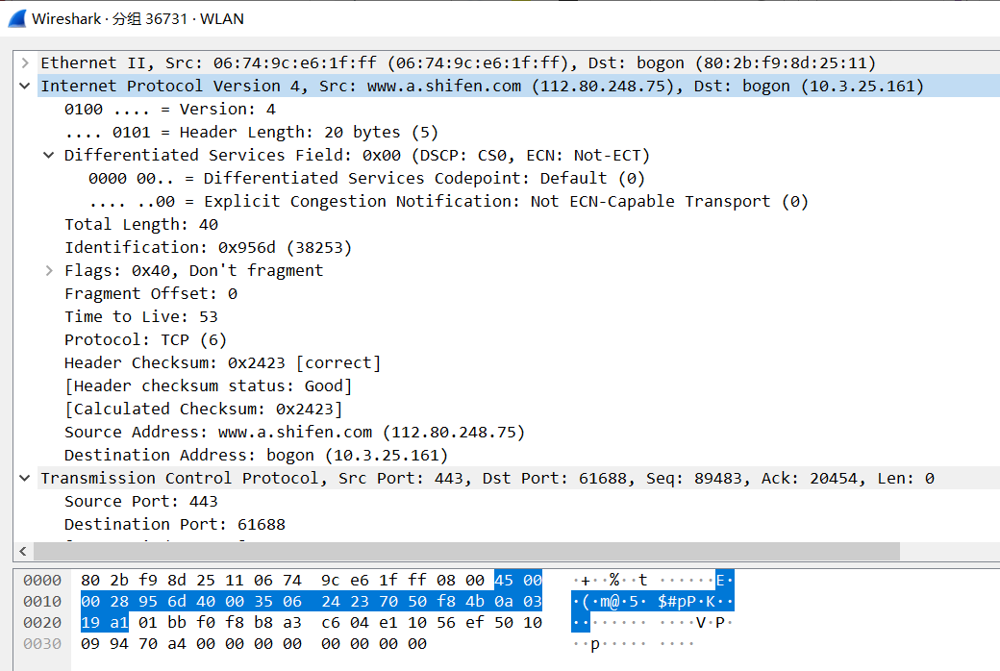 Wireshark · 分组 36731 · WLAN
Ethernet II, Src: 06:74:9c:e6:1f:ff (06:74:9c:e6:1f:ff), Dst: bogon (80:2b:f9:8d:25:11)
Internet Protocol Version 4, Src: www.a.shifen.com (112.80.248.75), Dst: bogon (10.3.25.161)
0100 .... = Version: 4
.... 0101 = Header Length: 20 bytes (5)
Differentiated Services Field: 0x00 (DSCP: CS0, ECN: Not-ECT)
0000 00.. = Differentiated Services Codepoint: Default (0)
.... ..00 = Explicit Congestion Notification: Not ECN-Capable Transport (0)
Total Length: 40
Identification: 0x956d (38253)
Flags: 0x40, Don't fragment
Fragment Offset: 0
Time to Live: 53
Protocol: TCP (6)
Header Checksum: 0x2423 [correct]
[Header checksum status: Good]
[Calculated Checksum: 0x2423]
Source Address: www.a.shifen.com (112.80.248.75)
Destination Address: bogon (10.3.25.161)
Transmission Control Protocol, Src Port: 443, Dst Port: 61688, Seq: 89483, Ack: 20454, Len: 0
Source Port: 443
Destination Port: 61688
0000 80 2b f9 8d 25 11 06 74 9c e6 1f ff 08 00 45 00 ·+··%··t ······E·
0010 00 28 95 6d 40 00 35 06 24 23 70 50 f8 4b 0a 03 ·(·m@·5· $#pP·K··
0020 19 a1 01 bb f0 f8 b8 a3 c6 04 e1 10 56 ef 50 10 ········ ····V·P·
0030 09 94 70 a4 00 00 00 00 00 00 00 00 ··p····· ····